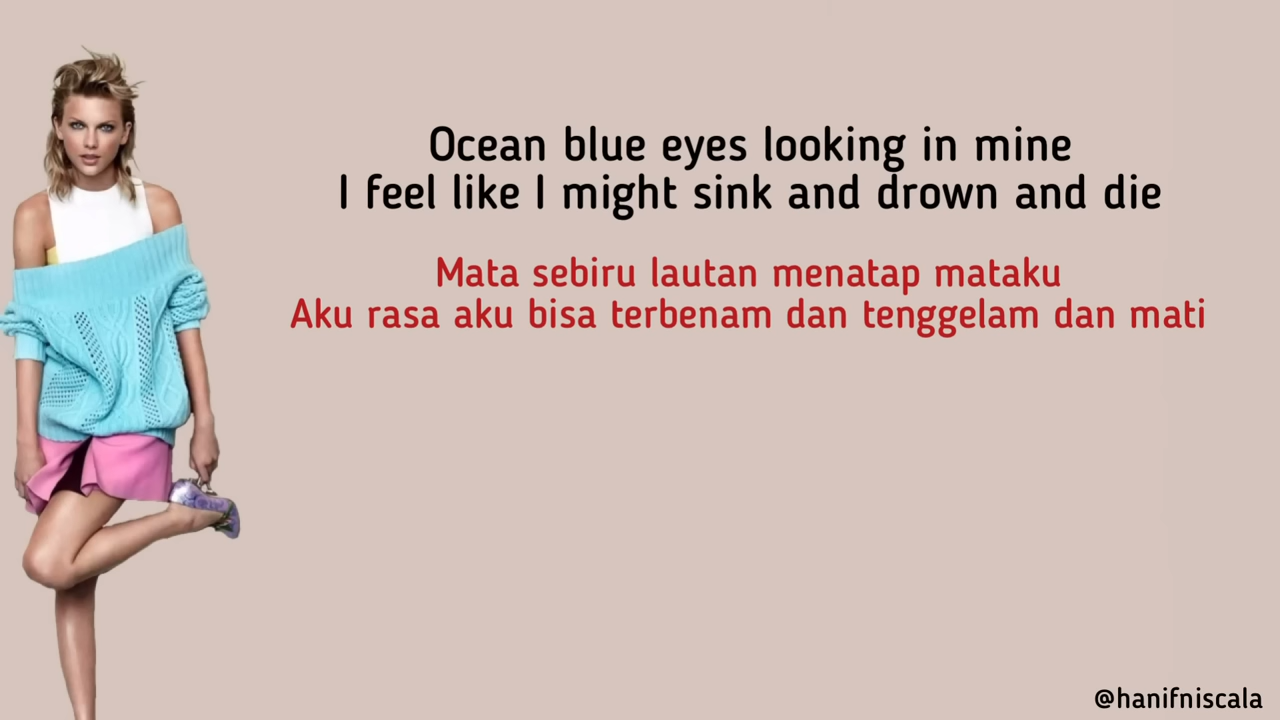 Ocean blue eyes looking in mine
I feel like I might sink and drown and die
Mata sebiru lautan menatap mataku
Aku rasa aku bisa terbenam dan tenggelam dan mati
@hanifniscala